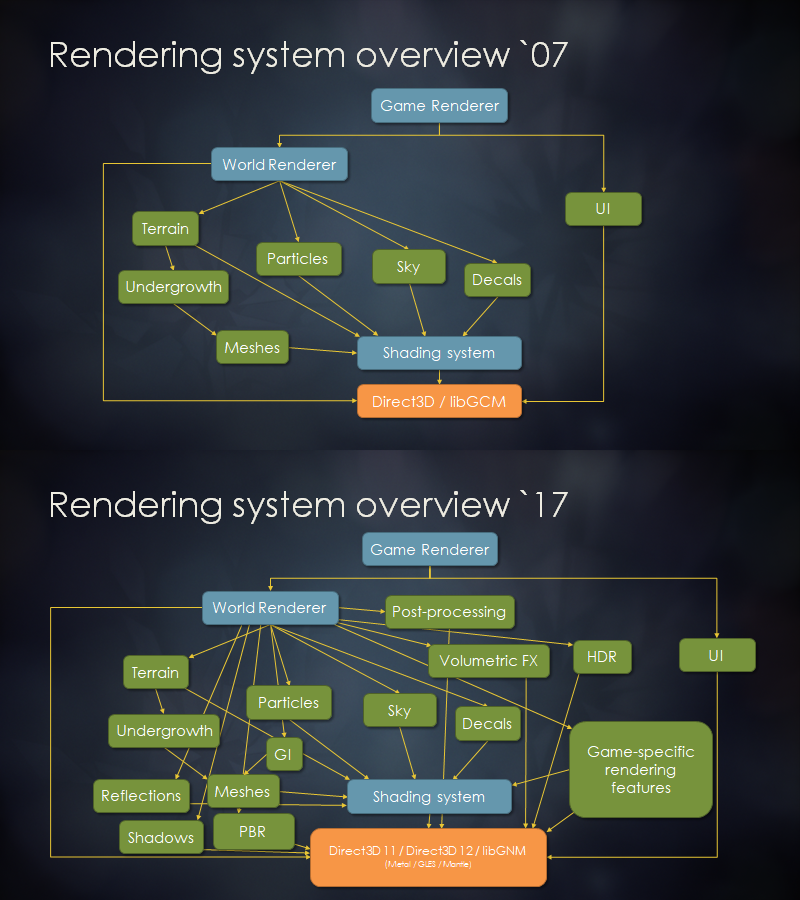 Rendering system overview `07
Game Renderer
World Renderer
UI
Terrain
Particles
Sky
Decals
Undergrowth
Meshes
Shading system
Direct3D / libGCM
Rendering system overview `17
Game Renderer
World Renderer
Post-processing
Volumetric FX
HDR
UI
Terrain
Particles
Sky
Decals
Undergrowth
GI
Game-specific
rendering
features
Reflections
Meshes
Shading system
Shadows
PBR
Direct3D 11 / Direct3D 12 / libGNM
(Metal / GLES / Mantle)